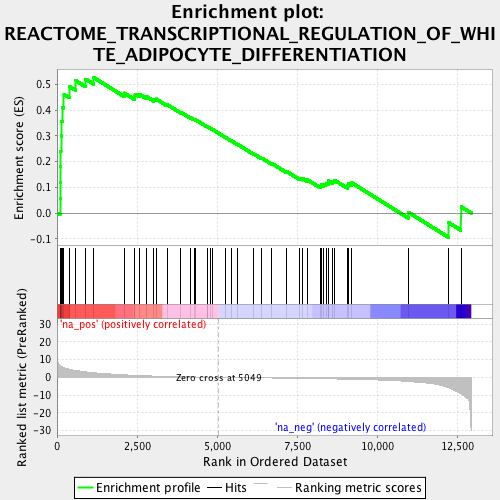 Enrichment plot:
REACTOME_TRANSCRIPTIONAL_REGULATION_OF_WHI
TE_ADIPOCYTE_DIFFERENTIATION
Enrichment score (ES)
0.5
0.4
0.3
0.2
0.1
0.0
-0.1
Ranked list metric (PreRanked)
30
20
10
0
-10
-20
-30
'na_pos' (positively correlated)
Zero cross at 5049
'na_neg' (negatively correlated)
0
2,500
5,000
7,500
10,000
12,500
Rank in Ordered Dataset
Enrichment profile
Hits
Ranking metric scores